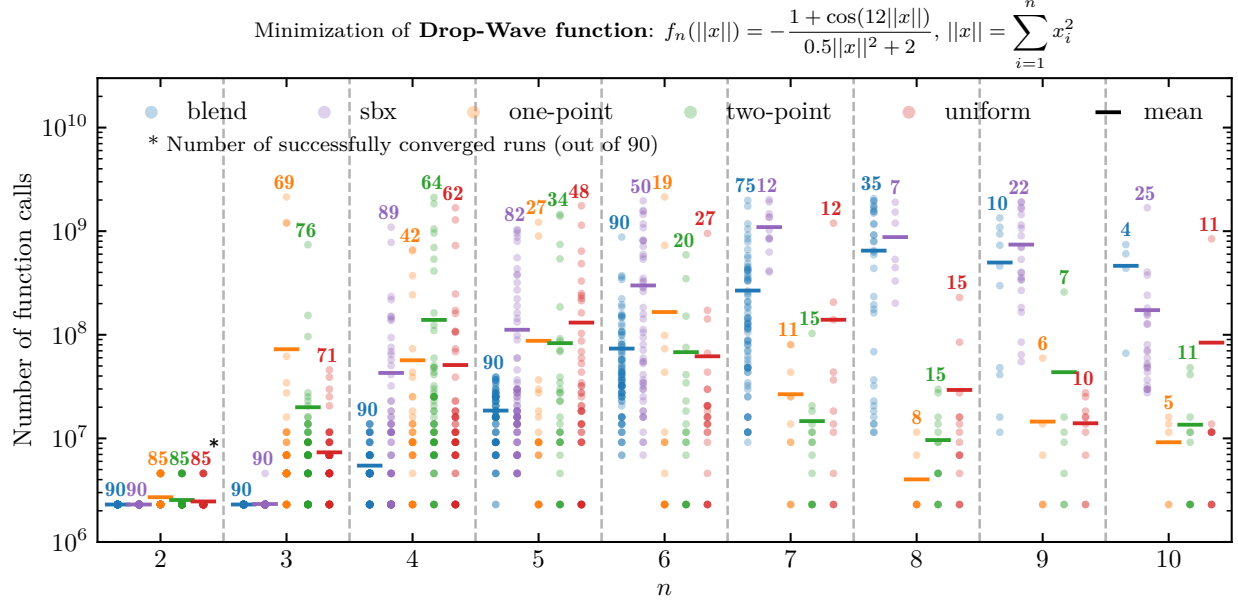 Minimization of Drop-Wave function: f_n(||x||) = −(1 + cos(12||x||))/(0.5||x||² + 2), ||x|| = ∑_{i=1}^{n} x_i²
blend sbx one-point two-point uniform mean
* Number of successfully converged runs (out of 90)
Number of function calls
10^10
10^9
10^8
10^7
10^6
90 90 85 85 85 *
90 90 69 76 71
90 89 42 64 62
90 82 27 34 48
90 50 19 20 27
75 12 11 15 12
35 7 8 15 15
10 22 6 7 10
4 25 5 11 11
2 3 4 5 6 7 8 9 10
n